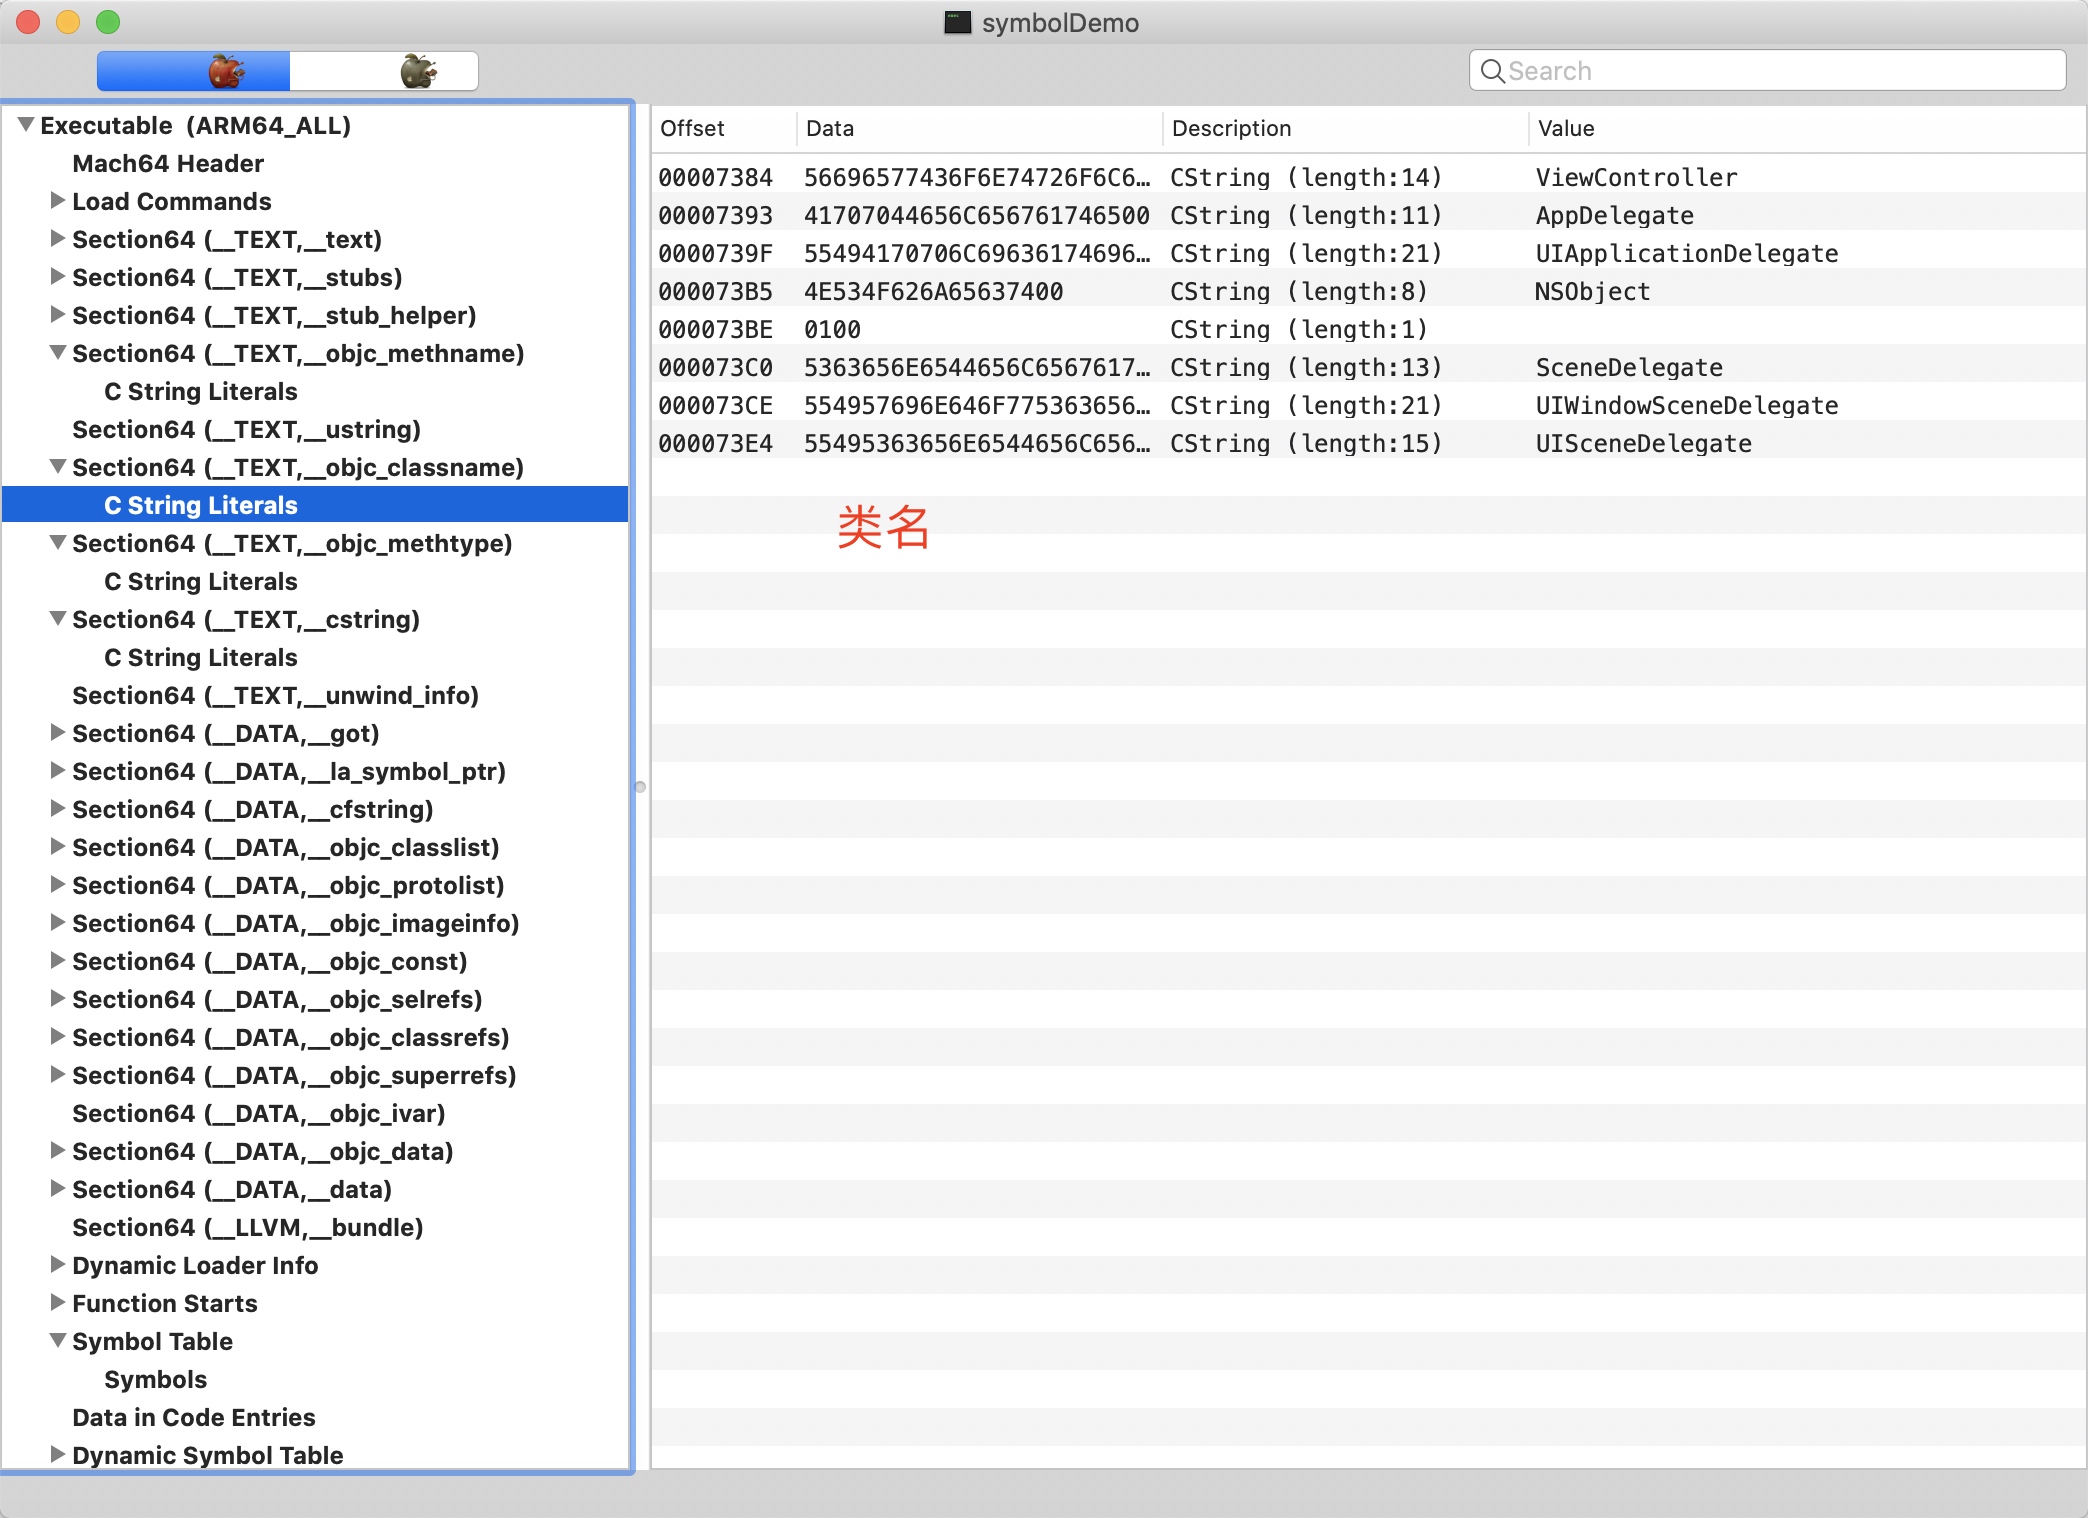 symbolDemo
Search
Executable  (ARM64_ALL)
Mach64 Header
Load Commands
Section64 (__TEXT,__text)
Section64 (__TEXT,__stubs)
Section64 (__TEXT,__stub_helper)
Section64 (__TEXT,__objc_methname)
C String Literals
Section64 (__TEXT,__ustring)
Section64 (__TEXT,__objc_classname)
C String Literals
Section64 (__TEXT,__objc_methtype)
C String Literals
Section64 (__TEXT,__cstring)
C String Literals
Section64 (__TEXT,__unwind_info)
Section64 (__DATA,__got)
Section64 (__DATA,__la_symbol_ptr)
Section64 (__DATA,__cfstring)
Section64 (__DATA,__objc_classlist)
Section64 (__DATA,__objc_protolist)
Section64 (__DATA,__objc_imageinfo)
Section64 (__DATA,__objc_const)
Section64 (__DATA,__objc_selrefs)
Section64 (__DATA,__objc_classrefs)
Section64 (__DATA,__objc_superrefs)
Section64 (__DATA,__objc_ivar)
Section64 (__DATA,__objc_data)
Section64 (__DATA,__data)
Section64 (__LLVM,__bundle)
Dynamic Loader Info
Function Starts
Symbol Table
Symbols
Data in Code Entries
Dynamic Symbol Table
Offset Data Description Value
00007384 56696577436F6E74726F6C6… CString (length:14) ViewController
00007393 41707044656C656761746500 CString (length:11) AppDelegate
0000739F 55494170706C69636174696… CString (length:21) UIApplicationDelegate
000073B5 4E534F626A65637400 CString (length:8) NSObject
000073BE 0100 CString (length:1)
000073C0 5363656E6544656C6567617… CString (length:13) SceneDelegate
000073CE 554957696E646F775363656… CString (length:21) UIWindowSceneDelegate
000073E4 55495363656E6544656C656… CString (length:15) UISceneDelegate
类名